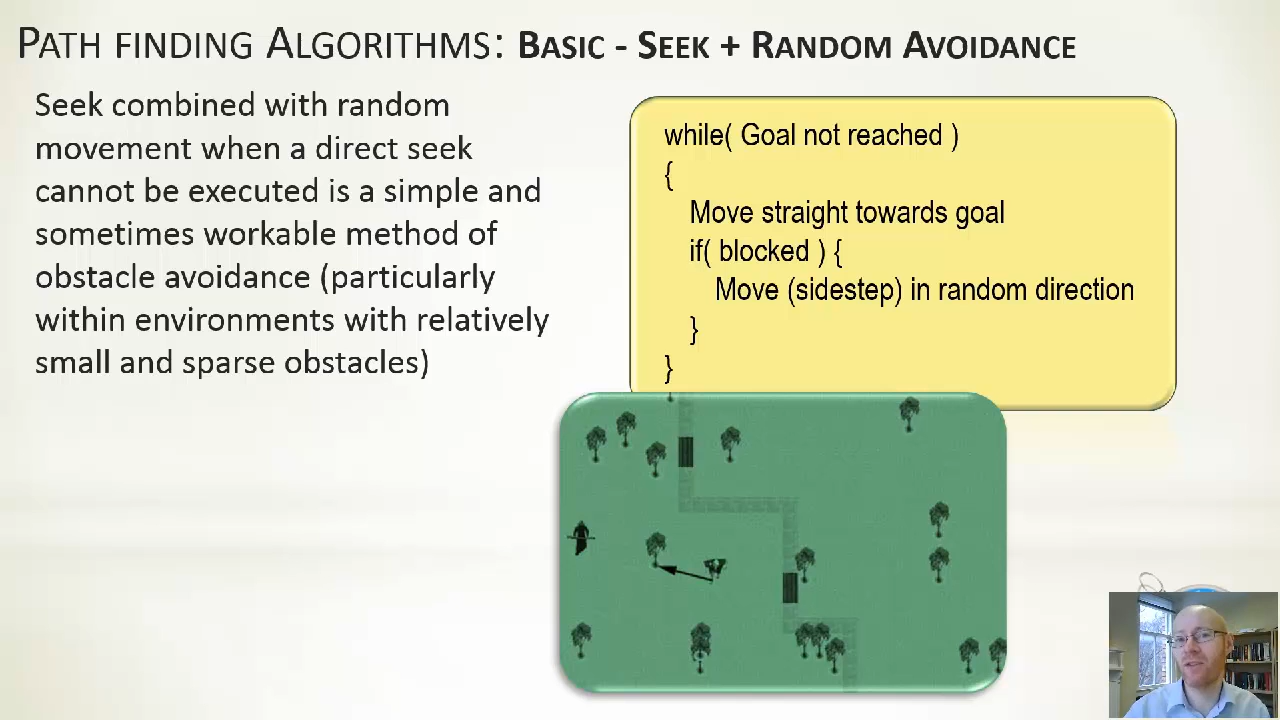 PATH FINDING ALGORITHMS: BASIC - SEEK + RANDOM AVOIDANCE
Seek combined with random
movement when a direct seek
cannot be executed is a simple and
sometimes workable method of
obstacle avoidance (particularly
within environments with relatively
small and sparse obstacles)
while( Goal not reached )
{
Move straight towards goal
if( blocked ) {
Move (sidestep) in random direction
}
}